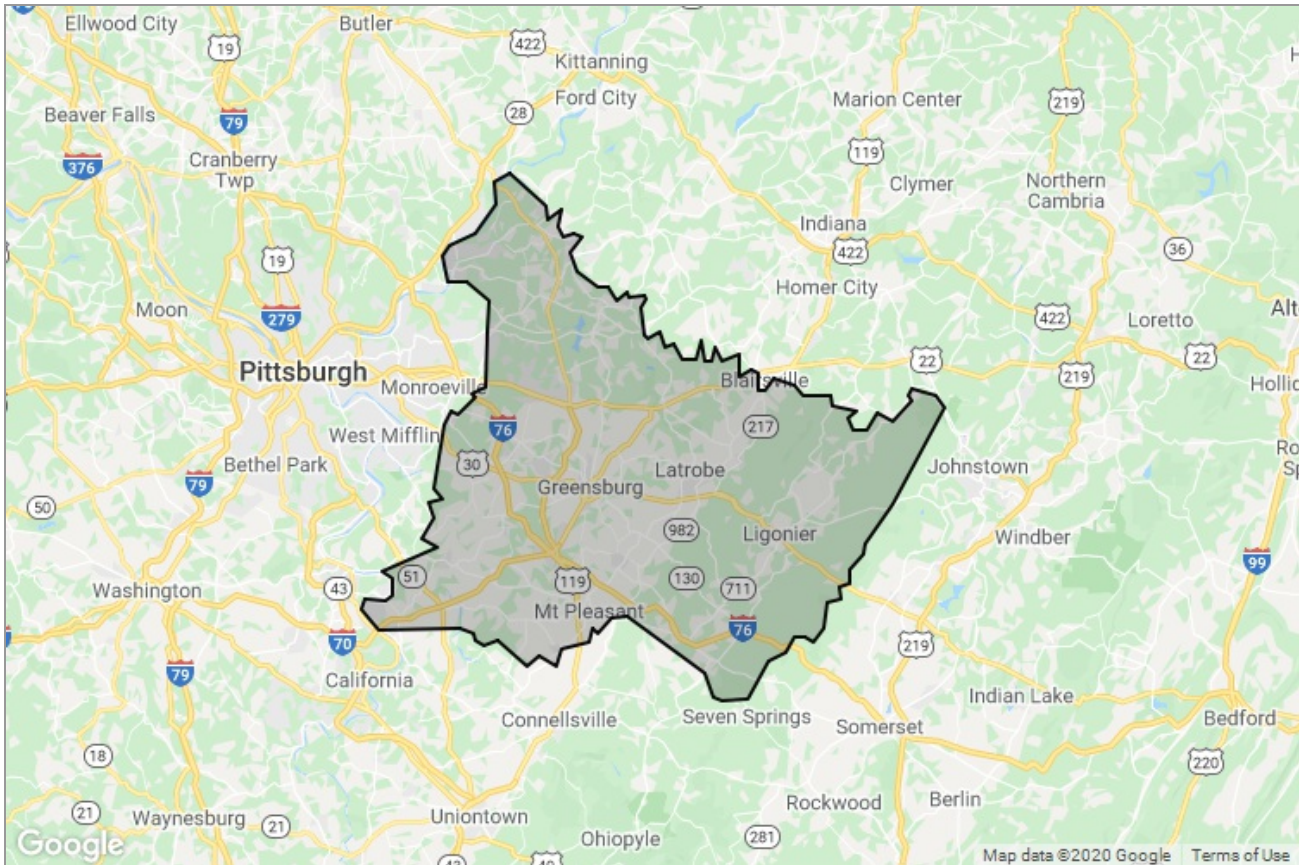 Ellwood City
Butler
19
422
Kittanning
28
Ford City
Marion Center
219
Beaver Falls
79
376
Cranberry
Twp
119
Clymer
Northern
Cambria
Indiana
422
36
19
Homer City
Moon
279
422
Loretto
Alt
22
22
219
Pittsburgh
Monroeville
Blairsville
Hollid
West Mifflin
76
217
30
Bethel Park
Latrobe
Johnstown
79
Greensburg
50
982
Ligonier
Windber
99
Washington
43
51
119
130
711
Mt Pleasant
70
76
219
79
California
Indian Lake
Connellsville
Seven Springs
Somerset
Bedford
18
220
21
Waynesburg
21
Uniontown
Rockwood
Berlin
Ohiopyle
281
43
40
Google
Map data ©2020 Google
Terms of Use